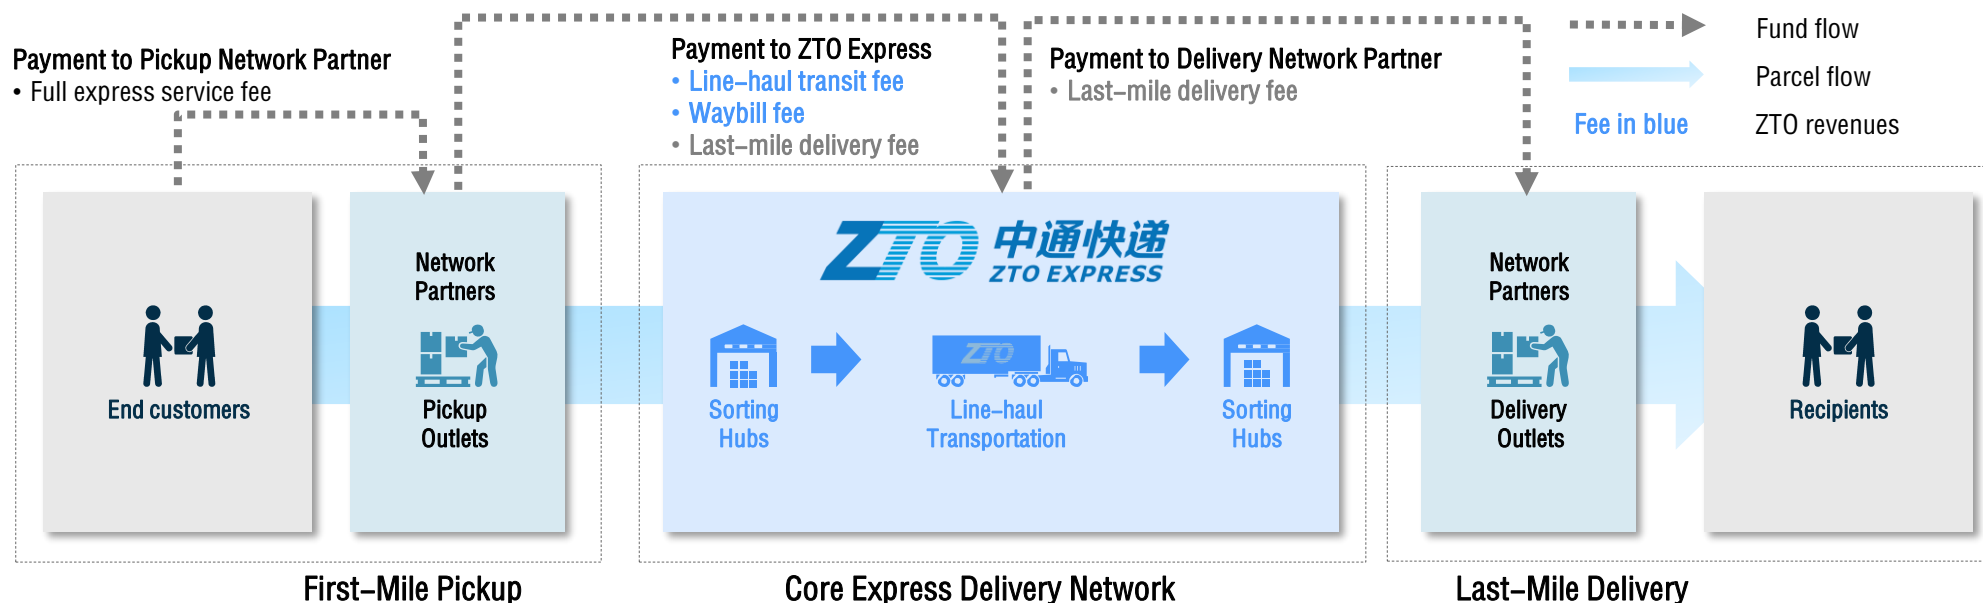 Payment to Pickup Network Partner
• Full express service fee
Payment to ZTO Express
• Line-haul transit fee
• Waybill fee
• Last-mile delivery fee
Payment to Delivery Network Partner
• Last-mile delivery fee
Fund flow
Parcel flow
Fee in blue
ZTO revenues
End customers
Network
Partners
Pickup
Outlets
ZTO 中通快递
ZTO EXPRESS
Sorting
Hubs
ZTO
Line-haul
Transportation
Sorting
Hubs
Network
Partners
Delivery
Outlets
Recipients
First-Mile Pickup
Core Express Delivery Network
Last-Mile Delivery